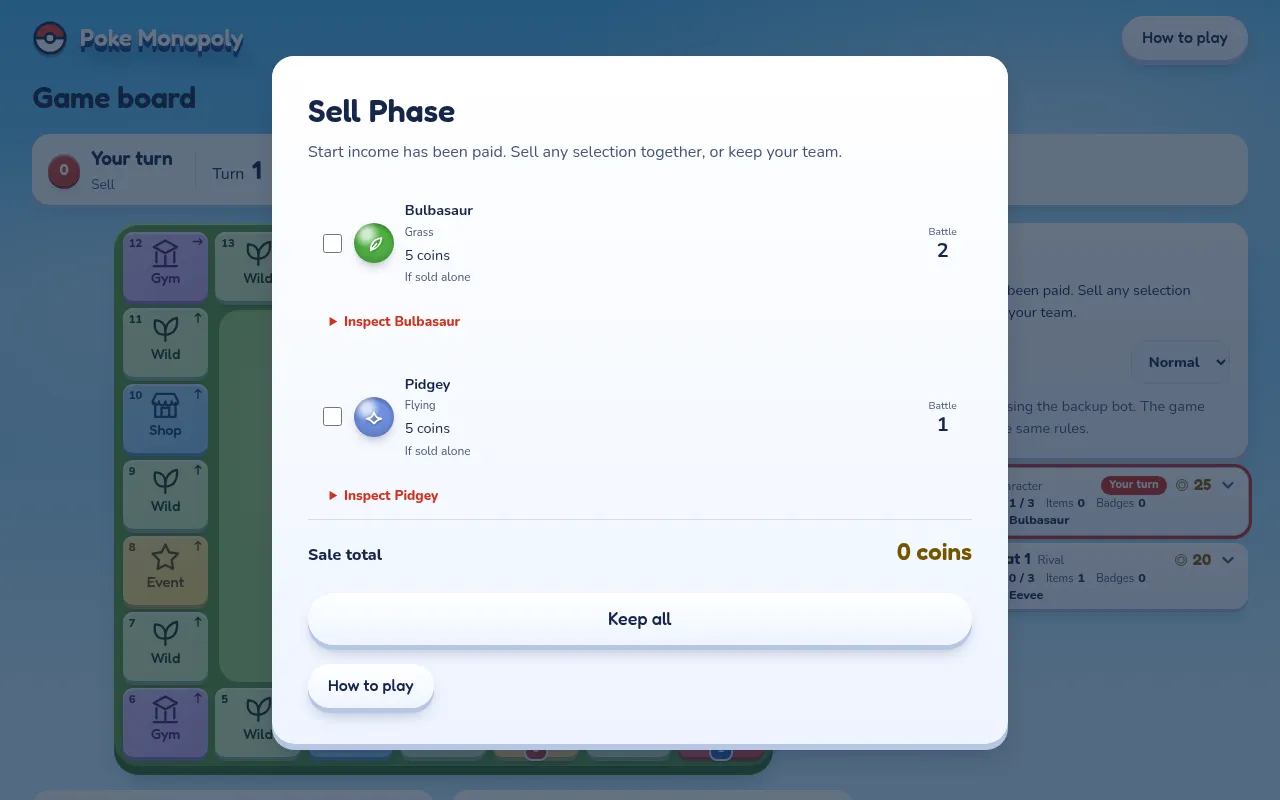 Poke Monopoly
How to play
Game board
0
Your turn
Sell
Turn 1
12
Gym
13
Wild
11
Wild
10
Shop
9
Wild
8
Event
7
Wild
6
Gym
5
Wild
Sell Phase
Start income has been paid. Sell any selection together, or keep your team.
Bulbasaur
Grass
5 coins
If sold alone
Battle
2
Inspect Bulbasaur
Pidgey
Flying
5 coins
If sold alone
Battle
1
Inspect Pidgey
Sale total
0 coins
Keep all
How to play
been paid. Sell any selection
your team.
Normal
using the backup bot. The game
same rules.
Your turn
25
1 / 3 Items 0 Badges 0
Bulbasaur
1 Rival
20
0 / 3 Items 1 Badges 0
Eevee